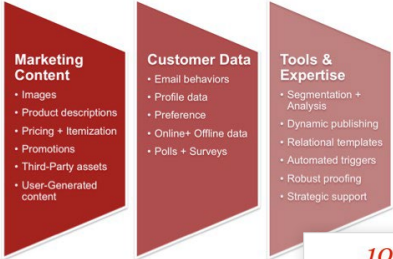 Marketing
Content
• Images
• Product descriptions
• Pricing + Itemization
• Promotions
• Third-Party assets
• User-Generated
content
Customer Data
• Email behaviors
• Profile data
• Preference
• Online+ Offline data
• Polls + Surveys
Tools &
Expertise
• Segmentation +
Analysis
• Dynamic publishing
• Relational templates
• Automated triggers
• Robust proofing
• Strategic support
10